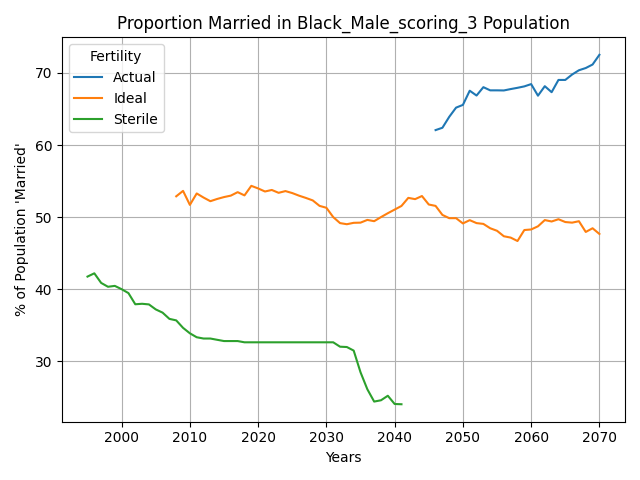 Proportion Married in Black_Male_scoring_3 Population
Fertility
Actual
Ideal
Sterile
% of Population 'Married'
70
60
50
40
30
2000 2010 2020 2030 2040 2050 2060 2070
Years